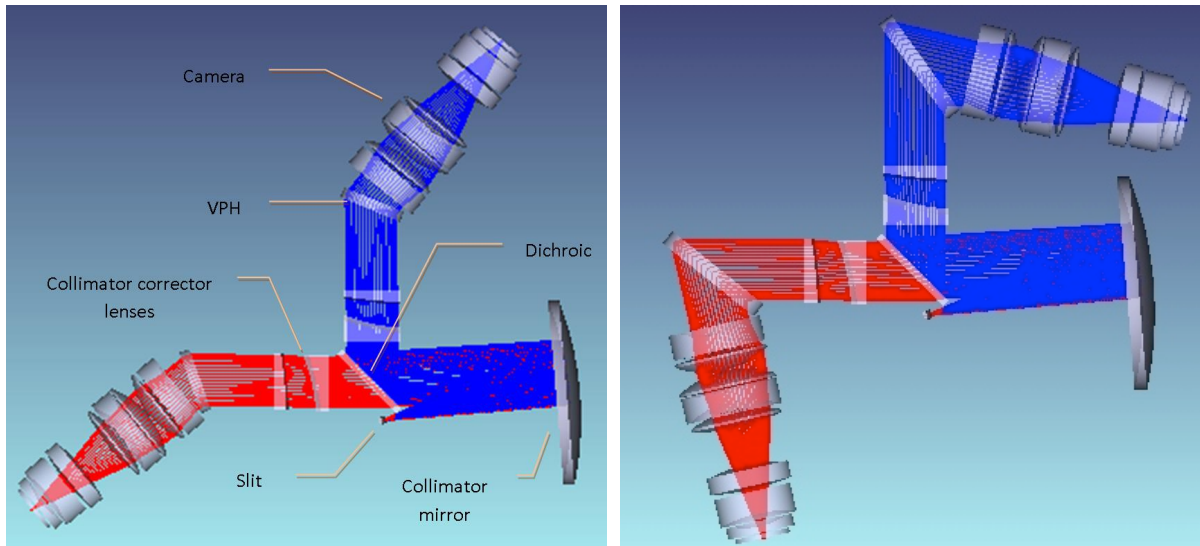 Camera
VPH
Dichroic
Collimator corrector
lenses
Slit
Collimator
mirror